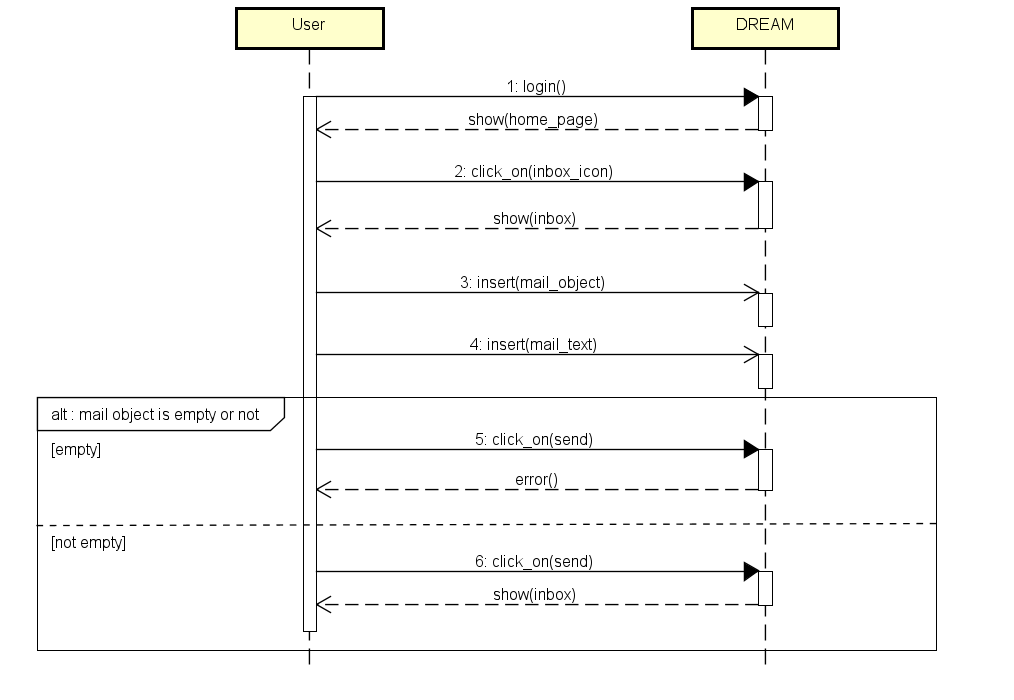 User
DREAM
1: login()
show(home_page)
2: click_on(inbox_icon)
show(inbox)
3: insert(mail_object)
4: insert(mail_text)
alt : mail object is empty or not
[empty]
5: click_on(send)
error()
[not empty]
6: click_on(send)
show(inbox)